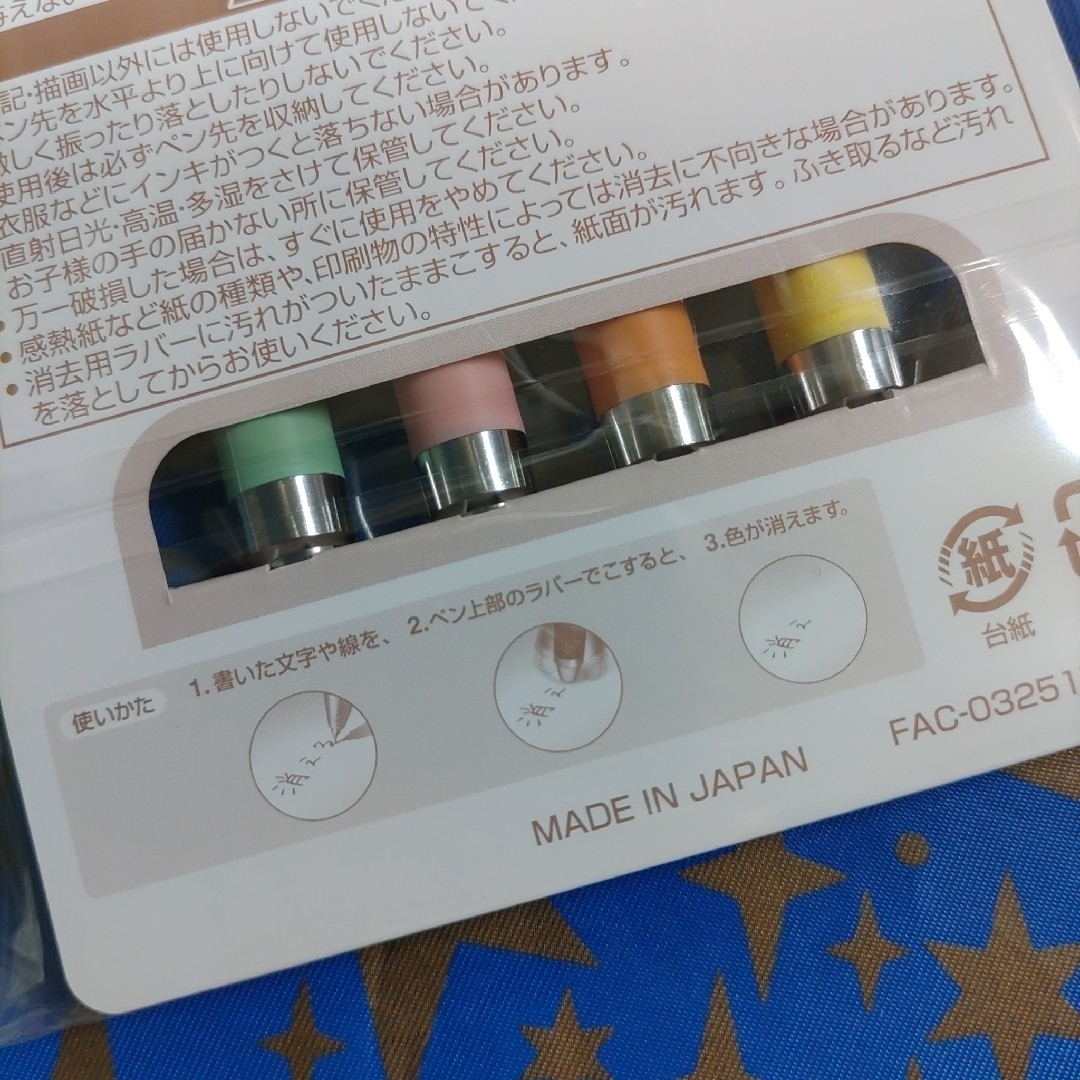 記・描画以外には使用しないでく
ン先を水平より上に向けて使用しないでください。
激しく振ったり落としたりしないでください。
使用後は必ずペン先を収納してください。
衣服などにインキがつくと落ちない場合があります。
直射日光・高温・多湿をさけて保管してください。
お子様の手の届かない所に保管してください。
・万一破損した場合は、すぐに使用をやめてください。
・感熱紙など紙の種類や、印刷物の特性によっては消去に不向きな場合があります。
・消去用ラバーに汚れがついたままこすると、紙面が汚れます。ふき取るなど汚れ
を落としてからお使いください。
使いかた
1.書いた文字や線を、
2.ペン上部のラバーでこすると、
3.色が消えます。
消えろ
消え
消え
紙
台紙
MADE IN JAPAN
FAC-03251